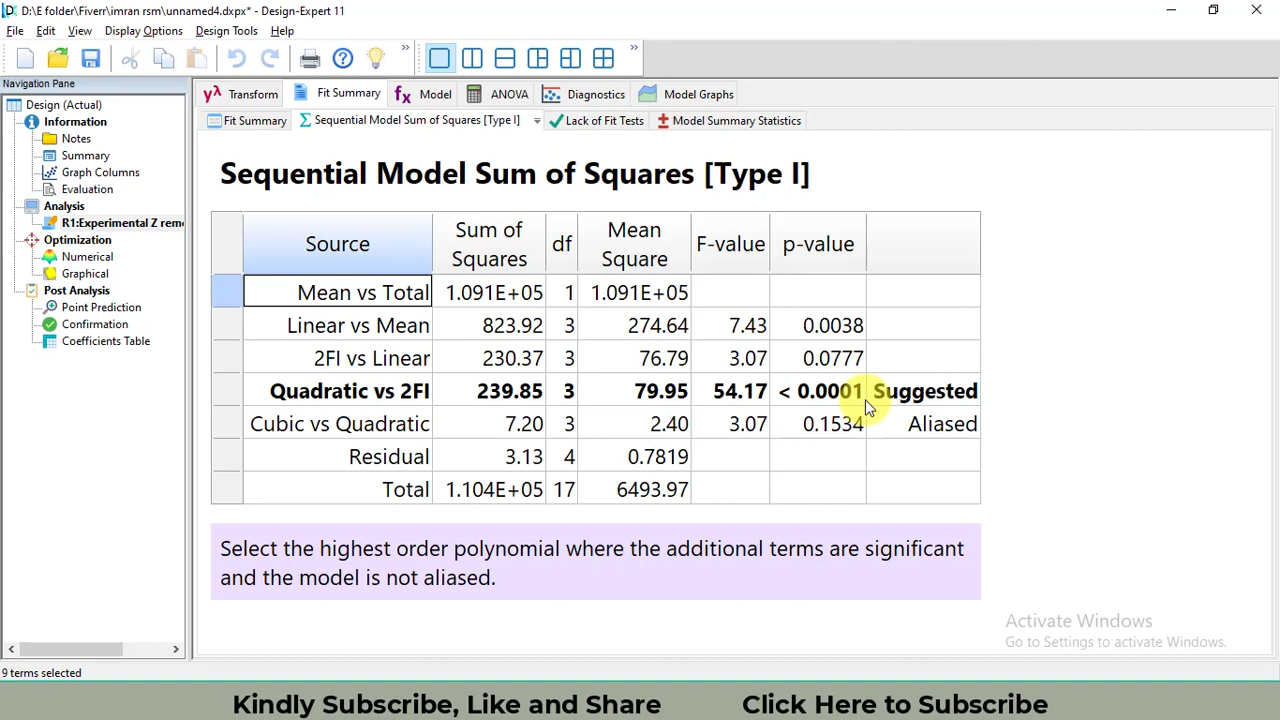 D:\E folder\Fiverr\imran rsm\unnamed4.dxpx* - Design-Expert 11
File Edit View Display Options Design Tools Help
Navigation Pane
Design (Actual)
Information
Notes
Summary
Graph Columns
Evaluation
Analysis
R1:Experimental Z rem
Optimization
Numerical
Graphical
Post Analysis
Point Prediction
Confirmation
Coefficients Table
Transform Fit Summary Model ANOVA Diagnostics Model Graphs
Fit Summary Sequential Model Sum of Squares [Type I] Lack of Fit Tests Model Summary Statistics
Sequential Model Sum of Squares [Type I]
Source Sum of Squares df Mean Square F-value p-value
Mean vs Total 1.091E+05 1 1.091E+05
Linear vs Mean 823.92 3 274.64 7.43 0.0038
2FI vs Linear 230.37 3 76.79 3.07 0.0777
Quadratic vs 2FI 239.85 3 79.95 54.17 < 0.0001 Suggested
Cubic vs Quadratic 7.20 3 2.40 3.07 0.1534 Aliased
Residual 3.13 4 0.7819
Total 1.104E+05 17 6493.97
Select the highest order polynomial where the additional terms are significant
and the model is not aliased.
Activate Windows
Go to Settings to activate Windows.
9 terms selected
Kindly Subscribe, Like and Share Click Here to Subscribe